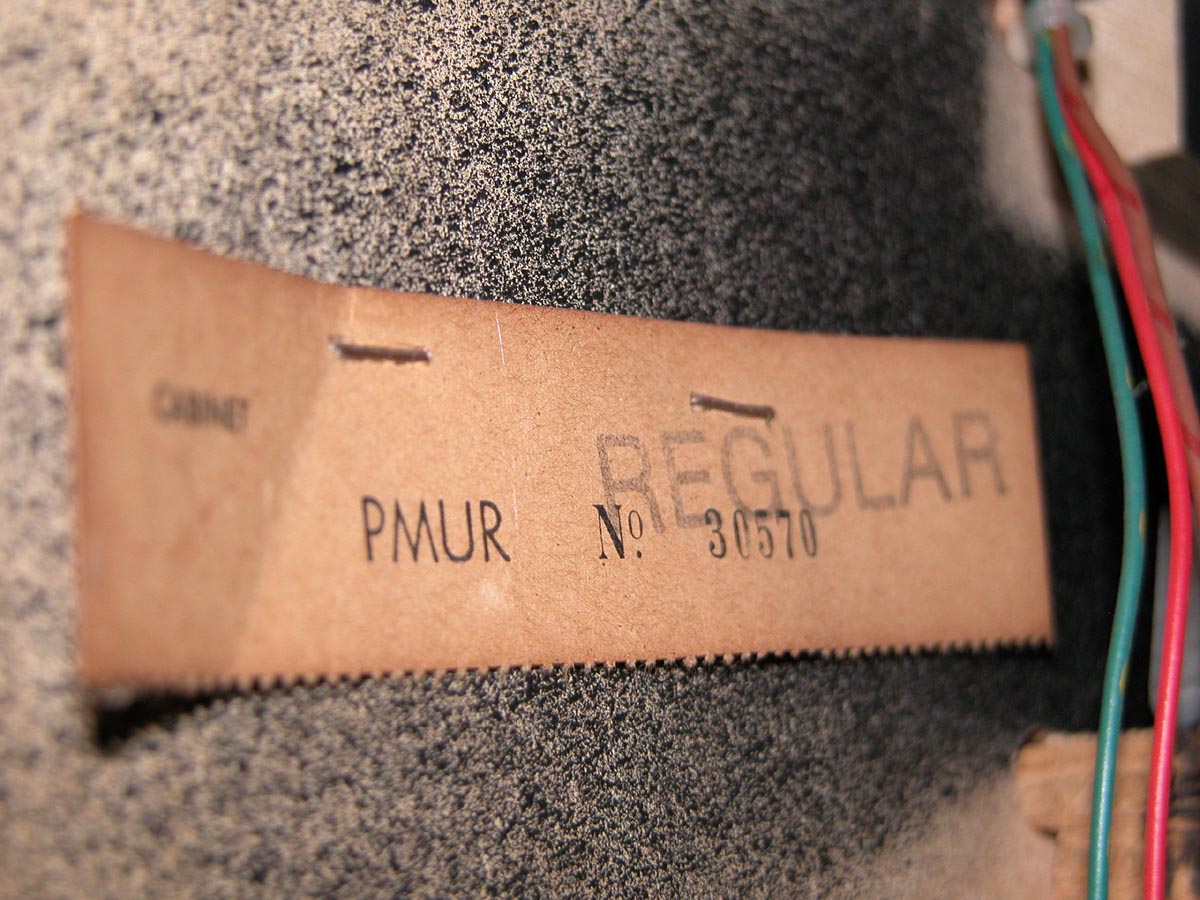 CABINET
REGULAR
PMUR No. 30570